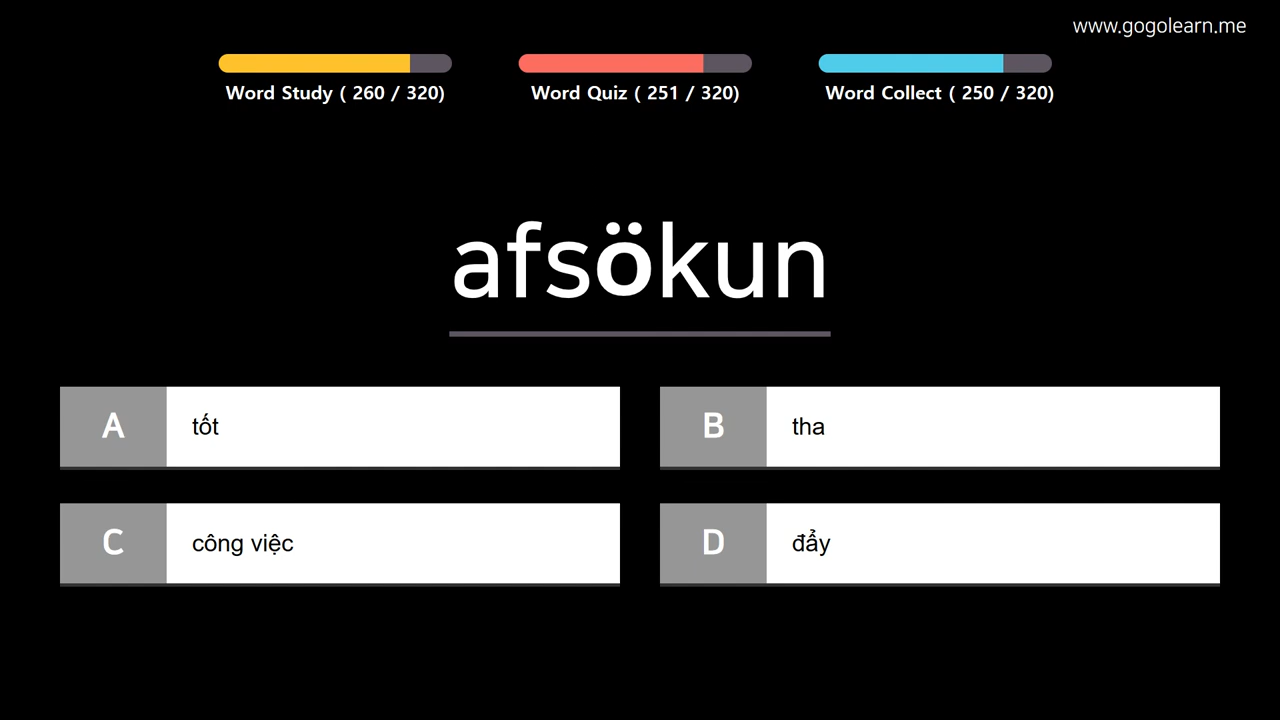 www.gogolearn.me
Word Study ( 260 / 320)
Word Quiz ( 251 / 320)
Word Collect ( 250 / 320)
afsökun
A tốt
B tha
C công việc
D đẩy